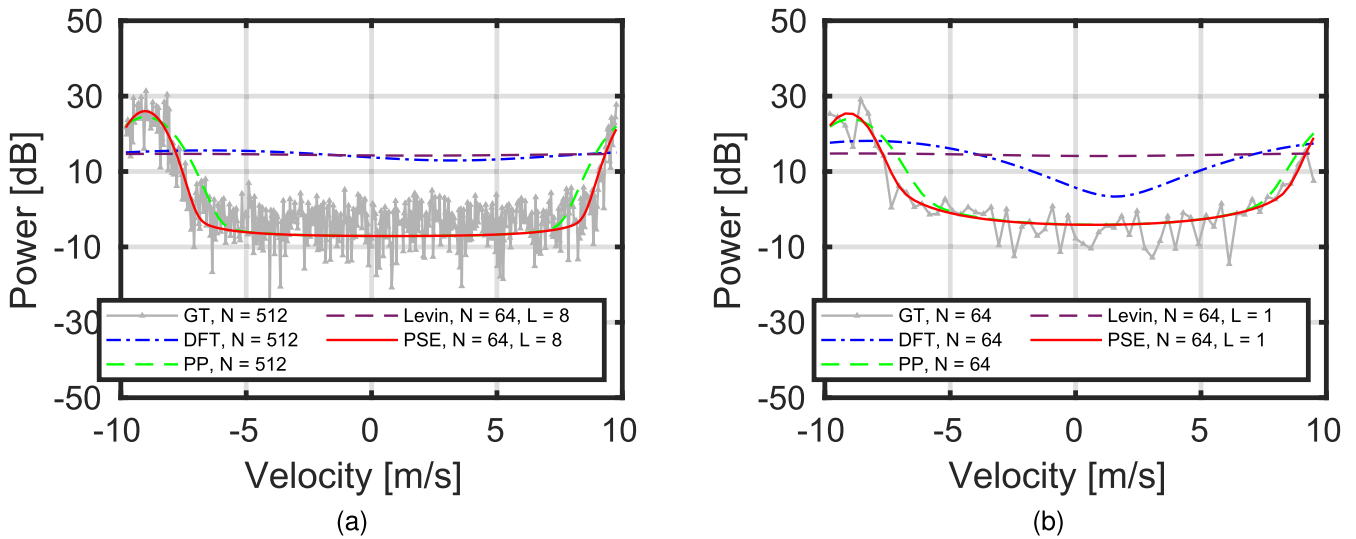 50
30
10
-10
-30
-50
Power [dB]
GT, N = 512
DFT, N = 512
PP, N = 512
Levin, N = 64, L = 8
PSE, N = 64, L = 8
-10 -5 0 5 10
Velocity [m/s]
(a)
50
30
10
-10
-30
-50
Power [dB]
GT, N = 64
DFT, N = 64
PP, N = 64
Levin, N = 64, L = 1
PSE, N = 64, L = 1
-10 -5 0 5 10
Velocity [m/s]
(b)